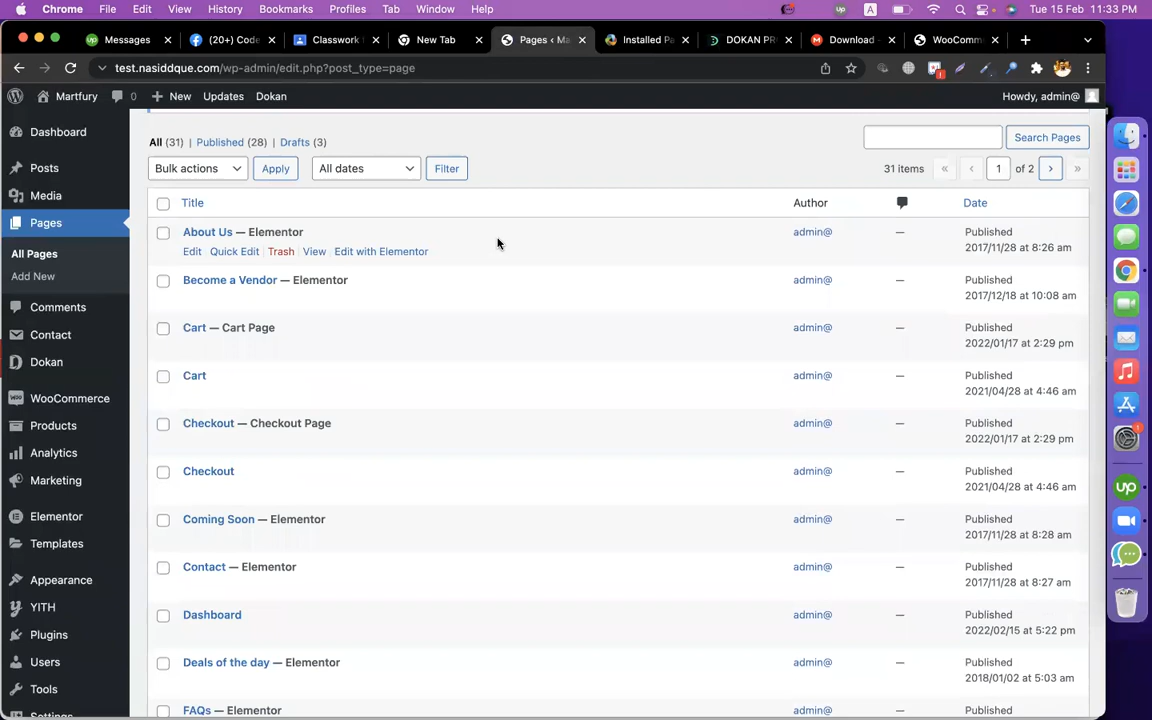 Chrome File Edit View History Bookmarks Profiles Tab Window Help A Tue 15 Feb 11:33 PM
Messages (20+) Code Classwork New Tab Pages ‹ Ma Installed Pa DOKAN PR Download - WooComm
test.nasiddque.com/wp-admin/edit.php?post_type=page
Martfury 0 New Updates Dokan Howdy, admin@
Dashboard
Posts
Media
Pages
All Pages
Add New
Comments
Contact
Dokan
WooCommerce
Products
Analytics
Marketing
Elementor
Templates
Appearance
YITH
Plugins
Users
Tools
Settings
All (31) | Published (28) | Drafts (3) Search Pages
Bulk actions Apply All dates Filter 31 items « ‹ 1 of 2 › »
Title Author Date
About Us — Elementor admin@ — Published
Edit Quick Edit Trash View Edit with Elementor 2017/11/28 at 8:26 am
Become a Vendor — Elementor admin@ — Published
2017/12/18 at 10:08 am
Cart — Cart Page admin@ — Published
2022/01/17 at 2:29 pm
Cart admin@ — Published
2021/04/28 at 4:46 am
Checkout — Checkout Page admin@ — Published
2022/01/17 at 2:29 pm
Checkout admin@ — Published
2021/04/28 at 4:46 am
Coming Soon — Elementor admin@ — Published
2017/11/28 at 8:28 am
Contact — Elementor admin@ — Published
2017/11/28 at 8:27 am
Dashboard admin@ — Published
2022/02/15 at 5:22 pm
Deals of the day — Elementor admin@ — Published
2018/01/02 at 5:03 am
FAQs — Elementor admin@ — Published